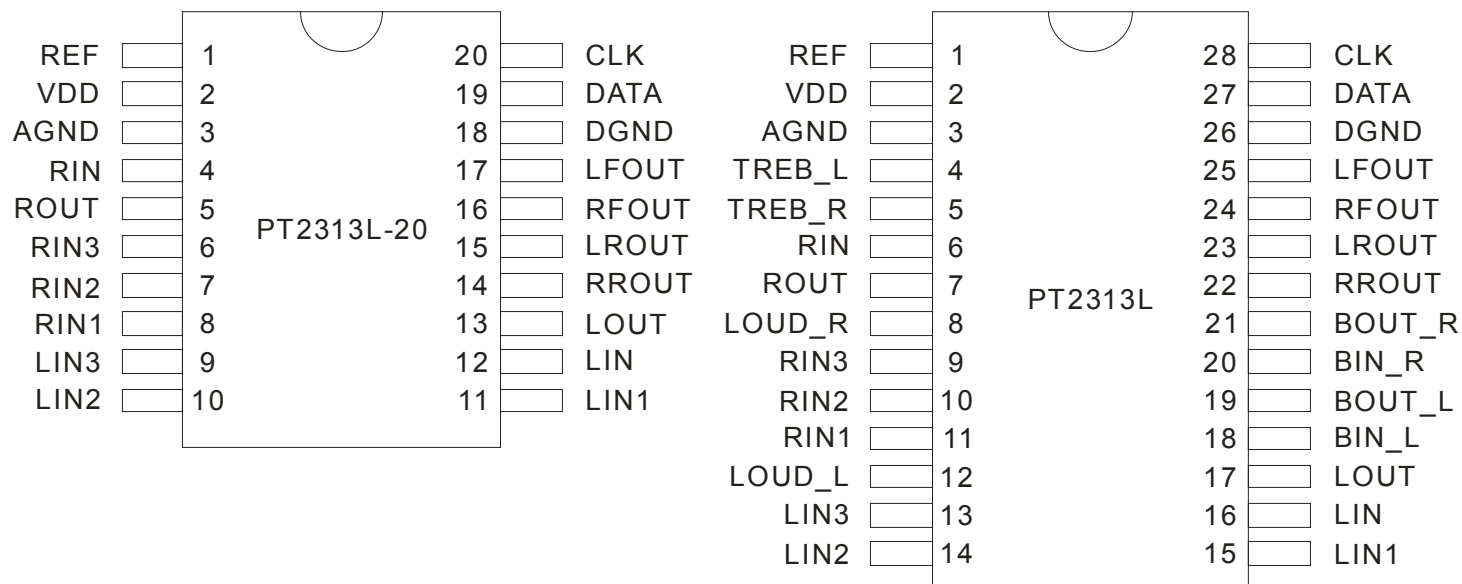 REF 1 20 CLK
VDD 2 19 DATA
AGND 3 18 DGND
RIN 4 17 LFOUT
ROUT 5 16 RFOUT
PT2313L-20
RIN3 6 15 LROUT
RIN2 7 14 RROUT
RIN1 8 13 LOUT
LIN3 9 12 LIN
LIN2 10 11 LIN1
REF 1 28 CLK
VDD 2 27 DATA
AGND 3 26 DGND
TREB_L 4 25 LFOUT
TREB_R 5 24 RFOUT
RIN 6 23 LROUT
ROUT 7 22 RROUT
PT2313L
LOUD_R 8 21 BOUT_R
RIN3 9 20 BIN_R
RIN2 10 19 BOUT_L
RIN1 11 18 BIN_L
LOUD_L 12 17 LOUT
LIN3 13 16 LIN
LIN2 14 15 LIN1